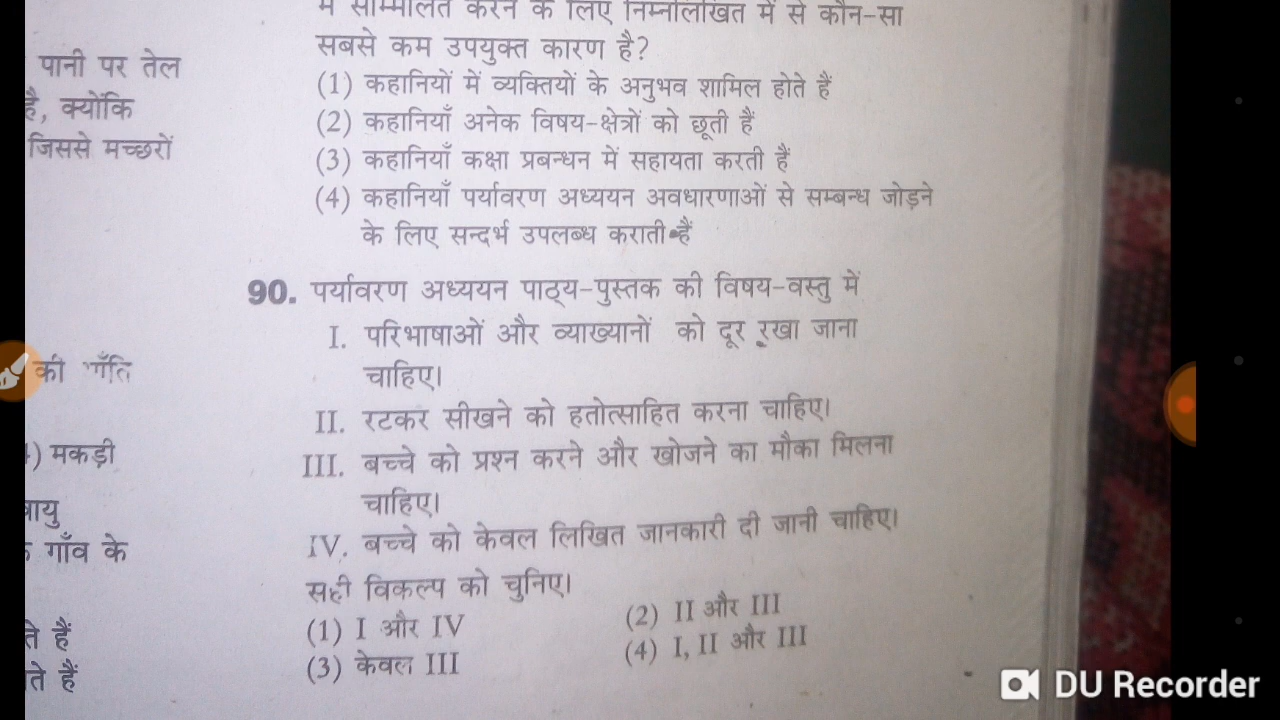 में सम्मिलित करने के लिए निम्नलिखित में से कौन-सा
सबसे कम उपयुक्त कारण है?
(1) कहानियों में व्यक्तियों के अनुभव शामिल होते हैं
(2) कहानियाँ अनेक विषय-क्षेत्रों को छूती हैं
(3) कहानियाँ कक्षा प्रबन्धन में सहायता करती हैं
(4) कहानियाँ पर्यावरण अध्ययन अवधारणाओं से सम्बन्ध जोड़ने
के लिए सन्दर्भ उपलब्ध कराती हैं
90. पर्यावरण अध्ययन पाठ्य-पुस्तक की विषय-वस्तु में
I. परिभाषाओं और व्याख्यानों को दूर रखा जाना
चाहिए।
II. रटकर सीखने को हतोत्साहित करना चाहिए।
III. बच्चे को प्रश्न करने और खोजने का मौका मिलना
चाहिए।
IV. बच्चे को केवल लिखित जानकारी दी जानी चाहिए।
सही विकल्प को चुनिए।
(1) I और IV (2) II और III
(3) केवल III (4) I, II और III
पानी पर तेल
है, क्योंकि
जिससे मच्छरों
की
) मकड़ी
वायु
गाँव के
ते हैं
ते हैं
DU Recorder